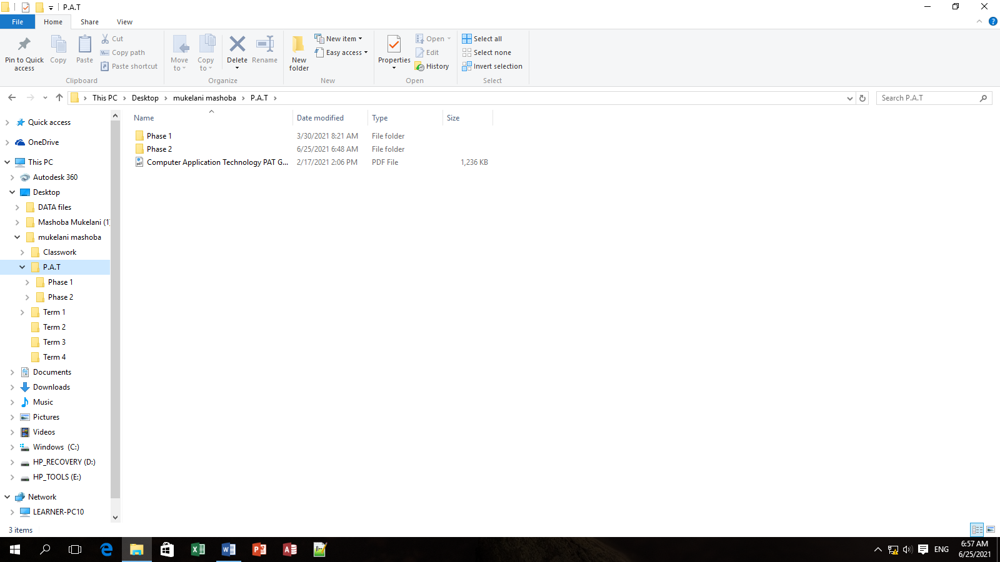 P.A.T
File Home Share View
Pin to Quick access
Copy
Paste
Cut
Copy path
Paste shortcut
Clipboard
Move to
Copy to
Delete
Rename
Organize
New folder
New item
Easy access
New
Properties
Open
Edit
History
Open
Select all
Select none
Invert selection
Select
This PC Desktop mukelani mashoba P.A.T
Search P.A.T
Name Date modified Type Size
Phase 1 3/30/2021 8:21 AM File folder
Phase 2 6/25/2021 6:48 AM File folder
Computer Application Technology PAT G... 2/17/2021 2:06 PM PDF File 1,236 KB
Quick access
OneDrive
This PC
Autodesk 360
Desktop
DATA files
Mashoba Mukelani (1)
mukelani mashoba
Classwork
P.A.T
Phase 1
Phase 2
Term 1
Term 2
Term 3
Term 4
Documents
Downloads
Music
Pictures
Videos
Windows (C:)
HP_RECOVERY (D:)
HP_TOOLS (E:)
Network
LEARNER-PC10
3 items
ENG
6:57 AM
6/25/2021